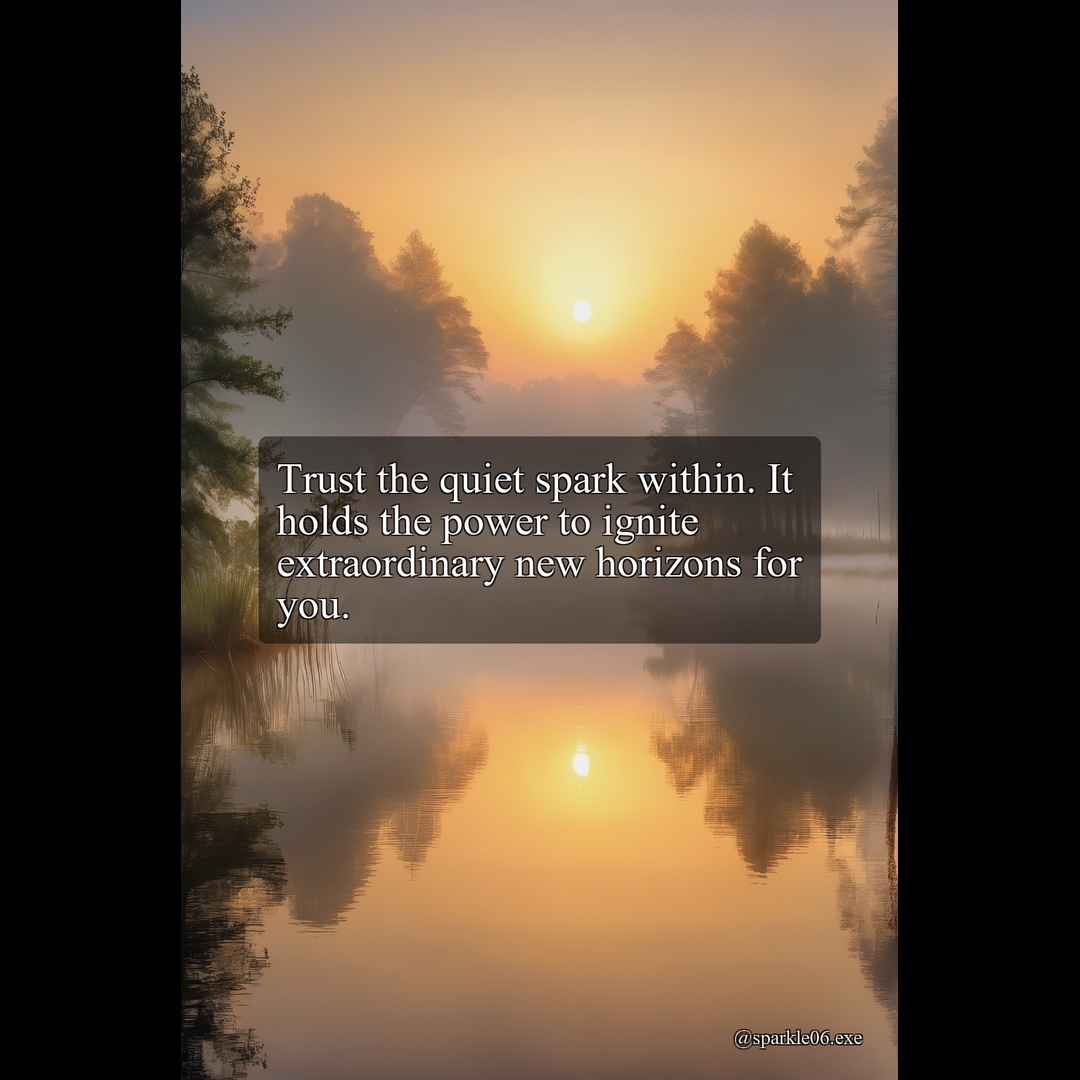 Trust the quiet spark within. It
holds the power to ignite
extraordinary new horizons for
you.
@sparkle06.exe